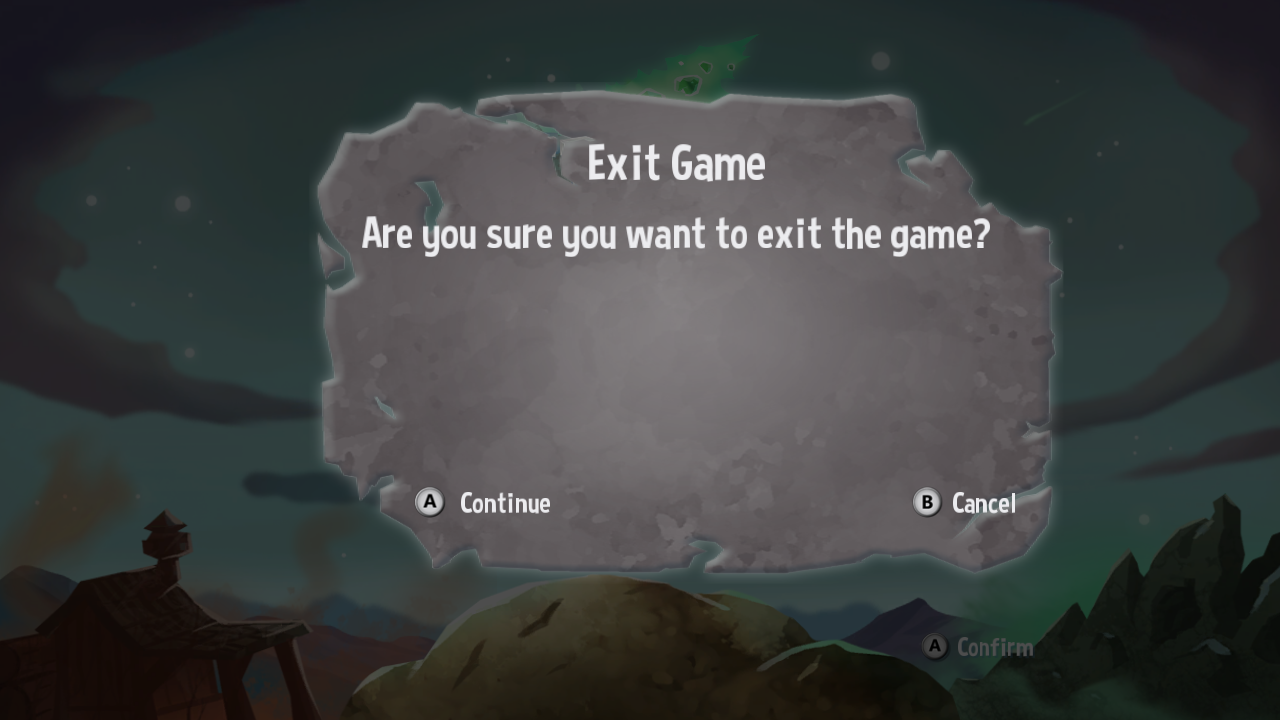 Exit Game
Are you sure you want to exit the game?
A Continue
B Cancel
A Confirm